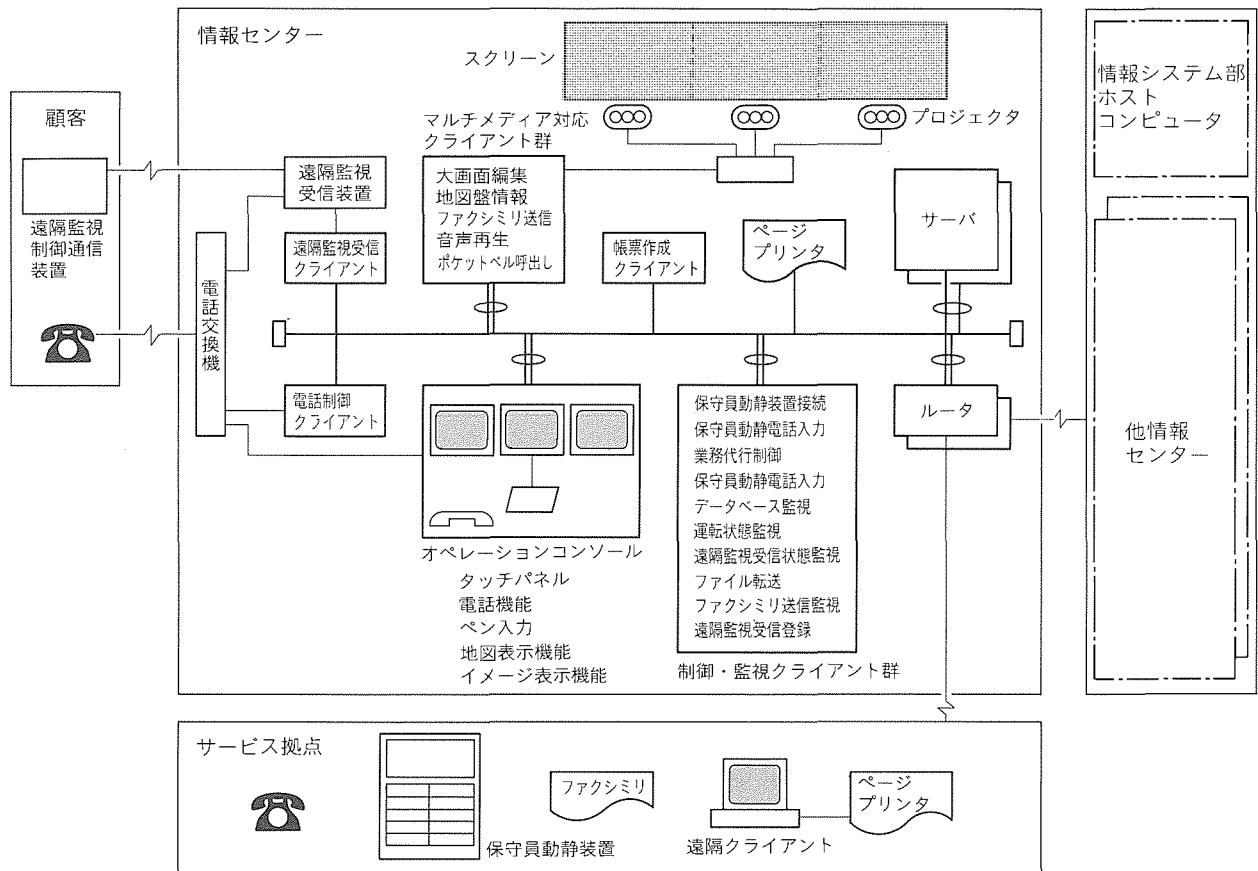 情報センター
スクリーン
プロジェクタ
情報システム部
ホスト
コンピュータ
顧客
遠隔監視
制御通信
装置
遠隔監視
受信装置
遠隔監視受信
クライアント
電話交換機
電話制御
クライアント
マルチメディア対応
クライアント群
大画面編集
地図盤情報
ファクシミリ送信
音声再生
ポケットベル呼出し
帳票作成
クライアント
ページ
プリンタ
サーバ
ルータ
他情報
センター
オペレーションコンソール
タッチパネル
電話機能
ペン入力
地図表示機能
イメージ表示機能
保守員動静装置接続
保守員動静電話入力
業務代行制御
保守員動静電話入力
データベース監視
運転状態監視
遠隔監視受信状態監視
ファイル転送
ファクシミリ送信監視
遠隔監視受信登録
制御・監視クライアント群
サービス拠点
保守員動静装置
ファクシミリ
遠隔クライアント
ページ
プリンタ